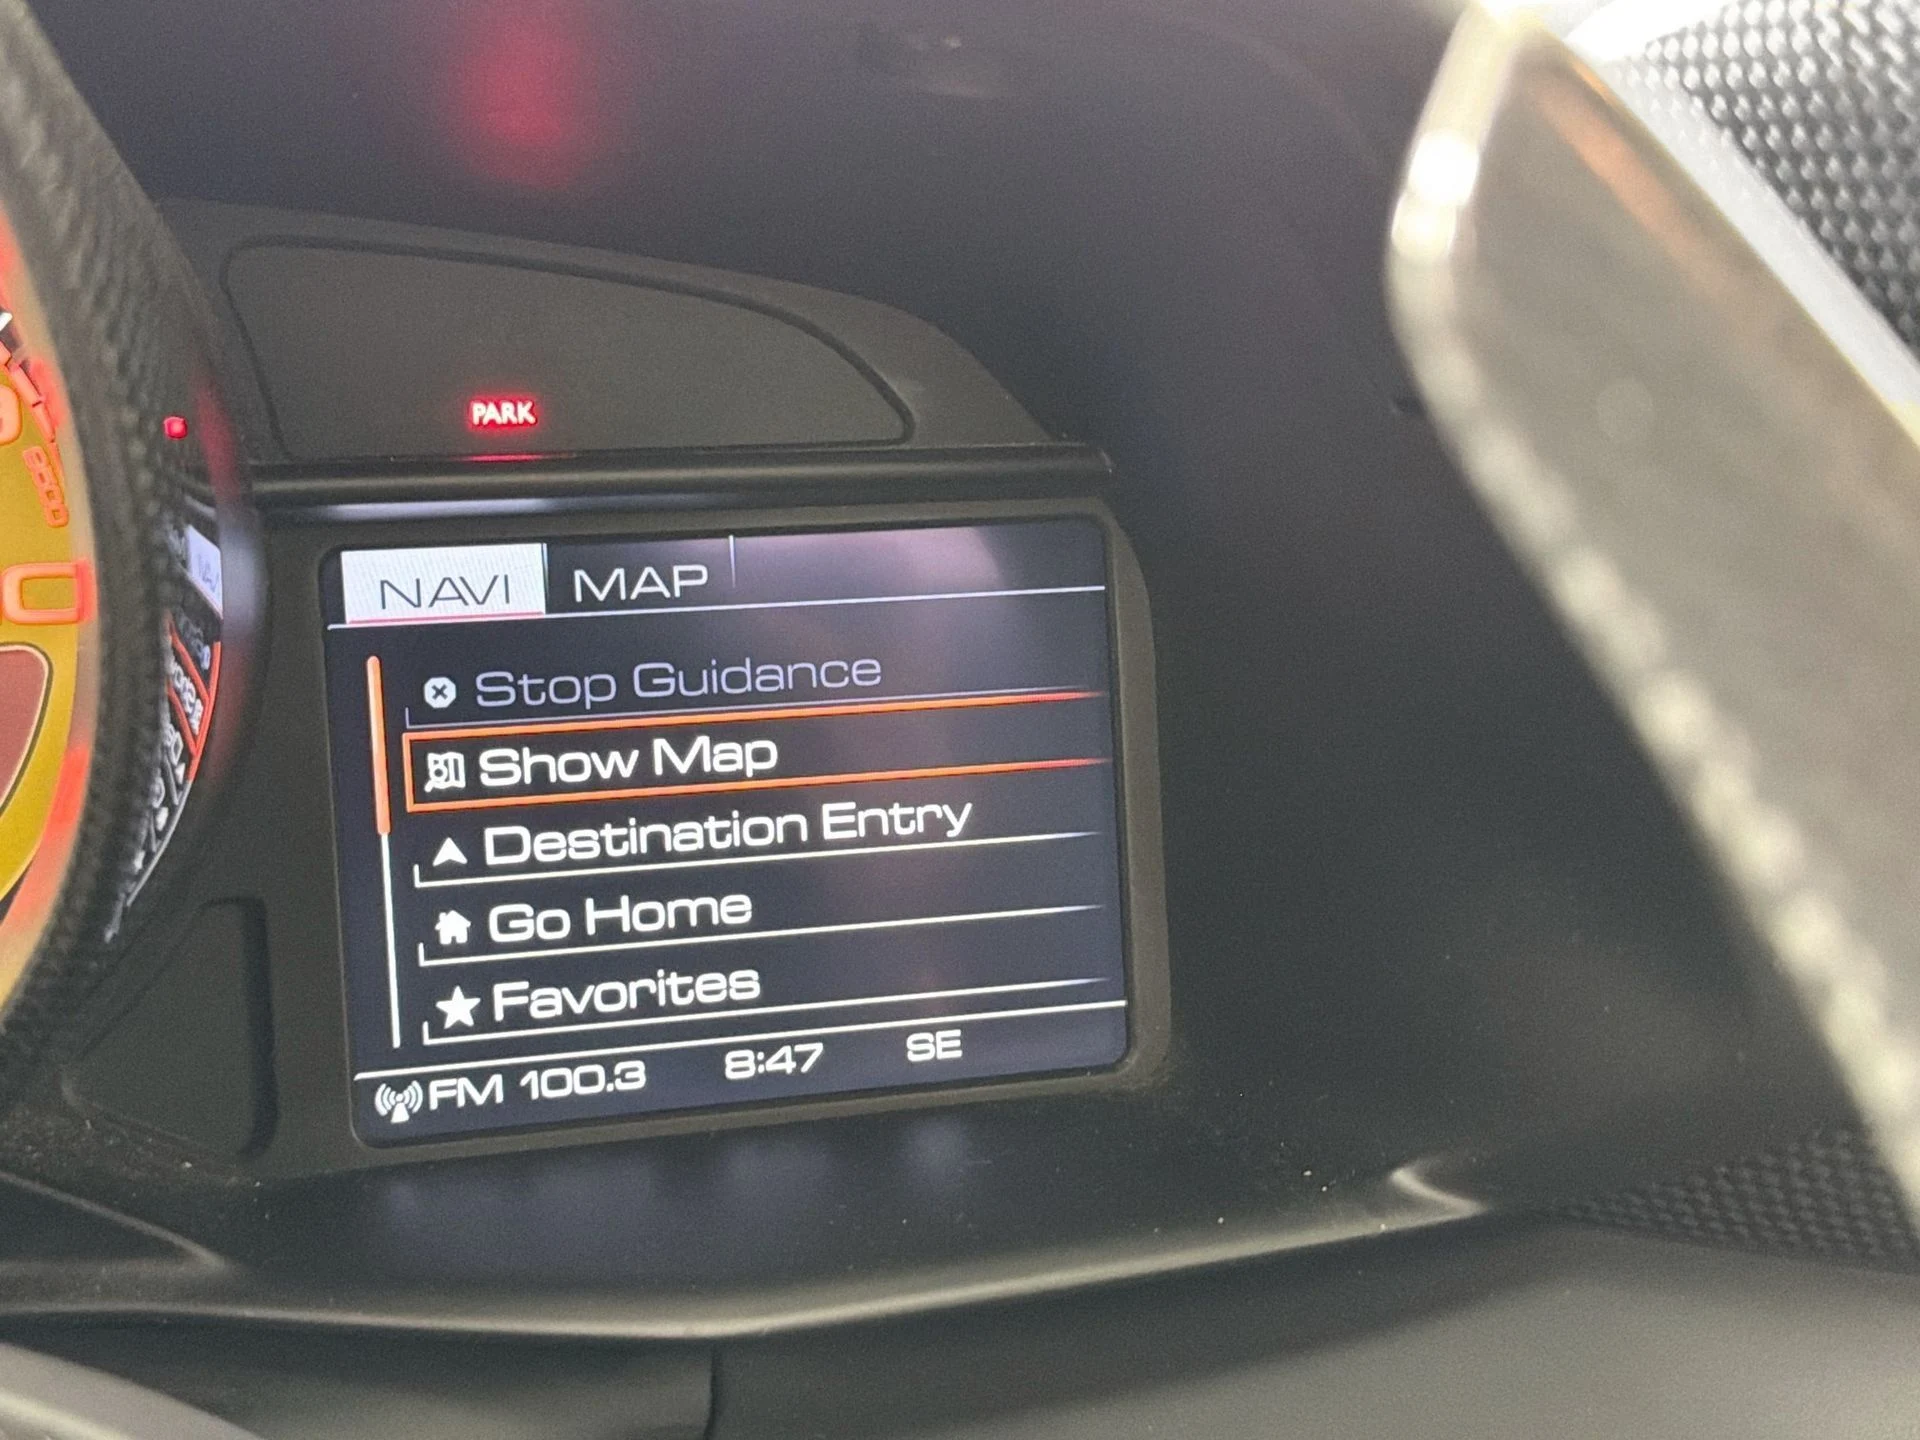 PARK
NAVI MAP
Stop Guidance
Show Map
Destination Entry
Go Home
Favorites
FM 100.3 8:47 SE